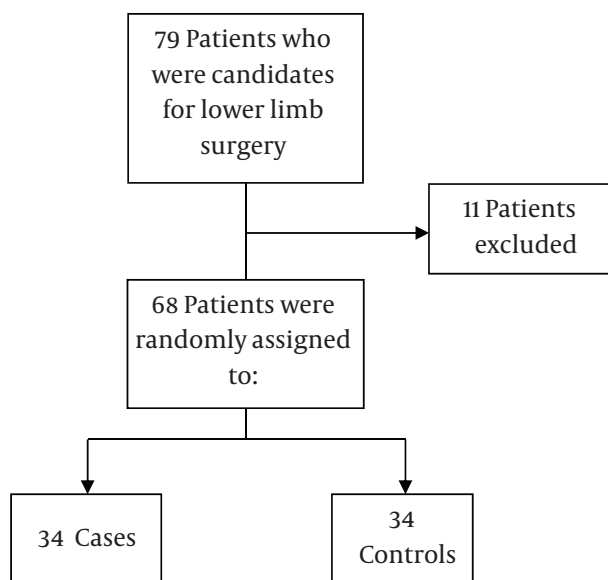 79 Patients who
were candidates
for lower limb
surgery
11 Patients
excluded
68 Patients were
randomly assigned
to:
34 Cases
34
Controls